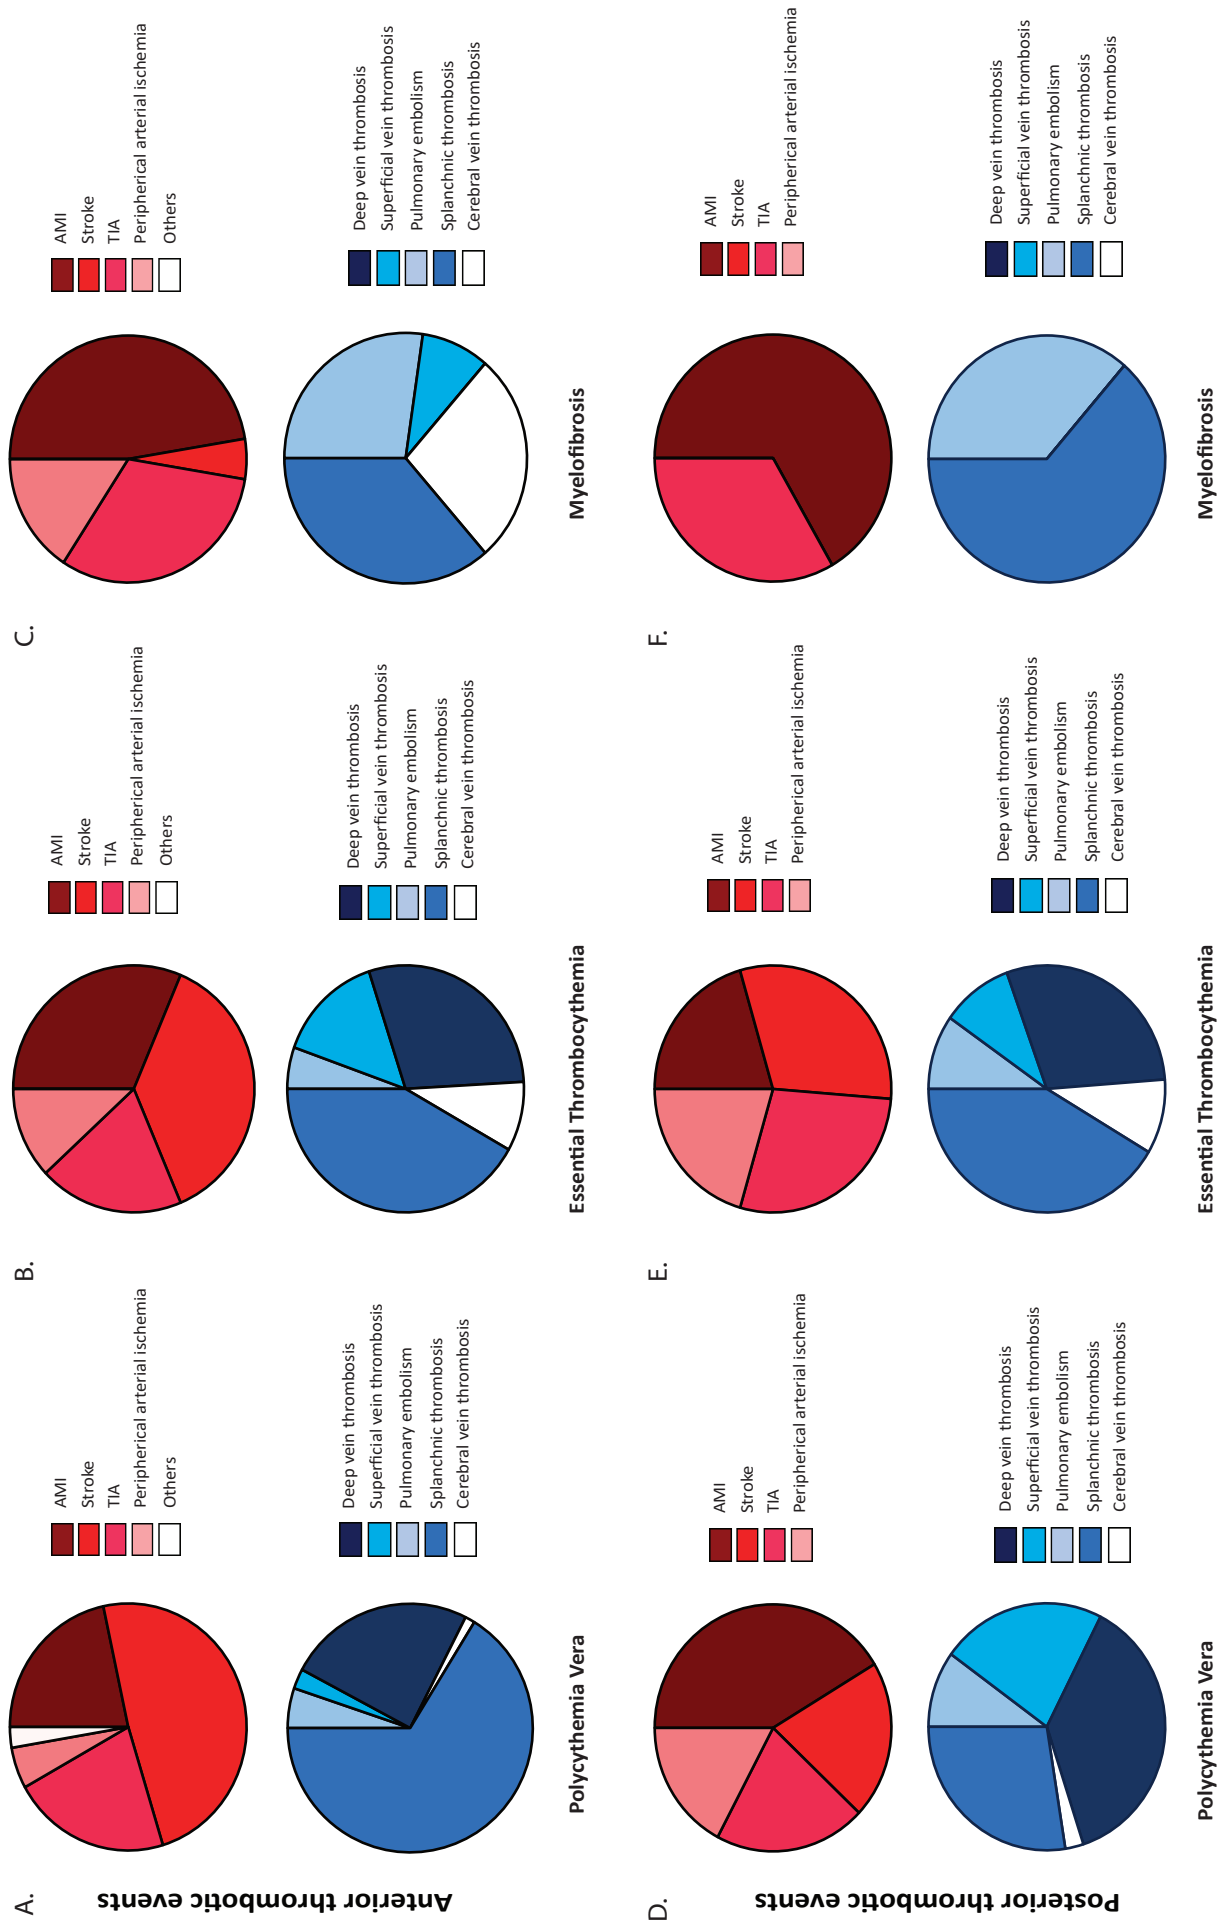 Anterior thrombotic events
A.
AMI
Stroke
TIA
Peripherical arterial ischemia
Others
Deep vein thrombosis
Superficial vein thrombosis
Pulmonary embolism
Splanchnic thrombosis
Cerebral vein thrombosis
Polycythemia Vera
B.
AMI
Stroke
TIA
Peripherical arterial ischemia
Others
Deep vein thrombosis
Superficial vein thrombosis
Pulmonary embolism
Splanchnic thrombosis
Cerebral vein thrombosis
Essential Thrombocythemia
C.
AMI
Stroke
TIA
Peripherical arterial ischemia
Others
Deep vein thrombosis
Superficial vein thrombosis
Pulmonary embolism
Splanchnic thrombosis
Cerebral vein thrombosis
Myelofibrosis
Posterior thrombotic events
D.
AMI
Stroke
TIA
Peripherical arterial ischemia
Deep vein thrombosis
Superficial vein thrombosis
Pulmonary embolism
Splanchnic thrombosis
Cerebral vein thrombosis
Polycythemia Vera
E.
AMI
Stroke
TIA
Peripherical arterial ischemia
Deep vein thrombosis
Superficial vein thrombosis
Pulmonary embolism
Splanchnic thrombosis
Cerebral vein thrombosis
Essential Thrombocythemia
F.
AMI
Stroke
TIA
Peripherical arterial ischemia
Deep vein thrombosis
Superficial vein thrombosis
Pulmonary embolism
Splanchnic thrombosis
Cerebral vein thrombosis
Myelofibrosis